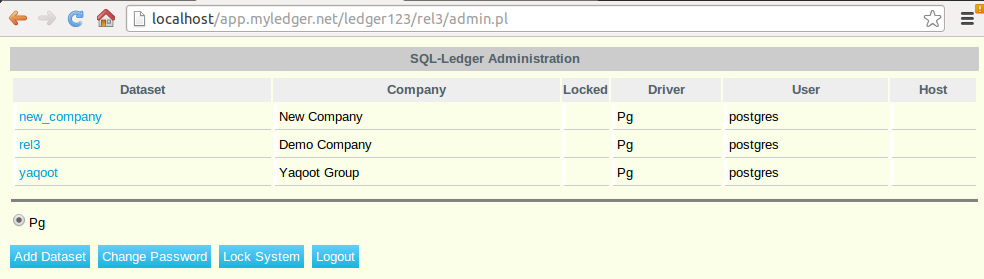 localhost/app.myledger.net/ledger123/rel3/admin.pl
SQL-Ledger Administration
Dataset Company Locked Driver User Host
new_company New Company Pg postgres
rel3 Demo Company Pg postgres
yaqoot Yaqoot Group Pg postgres
Pg
Add Dataset Change Password Lock System Logout